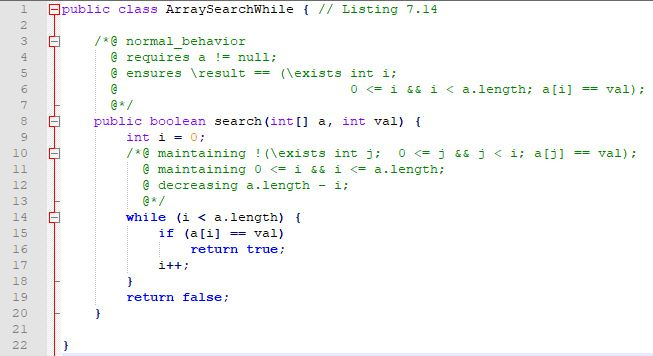 1 public class ArraySearchWhile { // Listing 7.14
2
3 /*@ normal_behavior
4 @ requires a != null;
5 @ ensures \result == (\exists int i;
6 @ 0 <= i && i < a.length; a[i] == val);
7 @*/
8 public boolean search(int[] a, int val) {
9 int i = 0;
10 /*@ maintaining !(\exists int j; 0 <= j && j < i; a[j] == val);
11 @ maintaining 0 <= i && i <= a.length;
12 @ decreasing a.length - i;
13 @*/
14 while (i < a.length) {
15 if (a[i] == val)
16 return true;
17 i++;
18 }
19 return false;
20 }
21
22 }